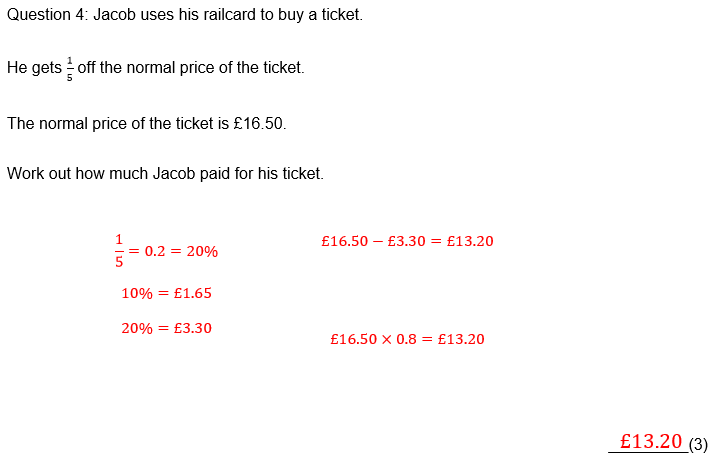 Question 4: Jacob uses his railcard to buy a ticket.
He gets 1/5 off the normal price of the ticket.
The normal price of the ticket is £16.50.
Work out how much Jacob paid for his ticket.
1/5 = 0.2 = 20%
10% = £1.65
20% = £3.30
£16.50 − £3.30 = £13.20
£16.50 × 0.8 = £13.20
£13.20 (3)